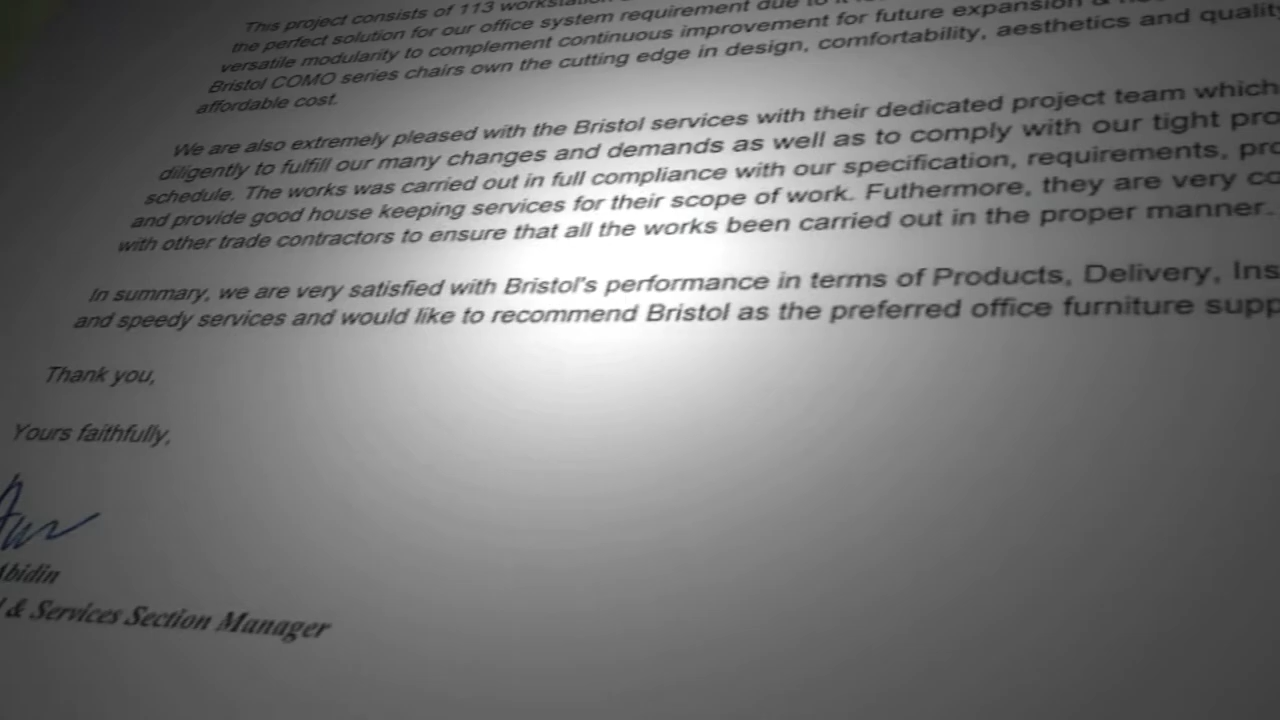 This project consists of 113
the perfect solution for our office system requirement due to
versatile modularity to complement continuous improvement for future expansion &
Bristol COMO series chairs own the cutting edge in design, comfortability, aesthetics and
affordable cost.
We are also extremely pleased with the Bristol services with their dedicated project team which
diligently to fulfill our many changes and demands as well as to comply with our tight
schedule. The works was carried out in full compliance with our specification, requirements,
and provide good house keeping services for their scope of work. Futhermore, they are very
with other trade contractors to ensure that all the works been carried out in the proper manner.
In summary, we are very satisfied with Bristol's performance in terms of Products, Delivery,
and speedy services and would like to recommend Bristol as the preferred office furniture
Thank you,
Yours faithfully,
Abidin
& Services Section Manager